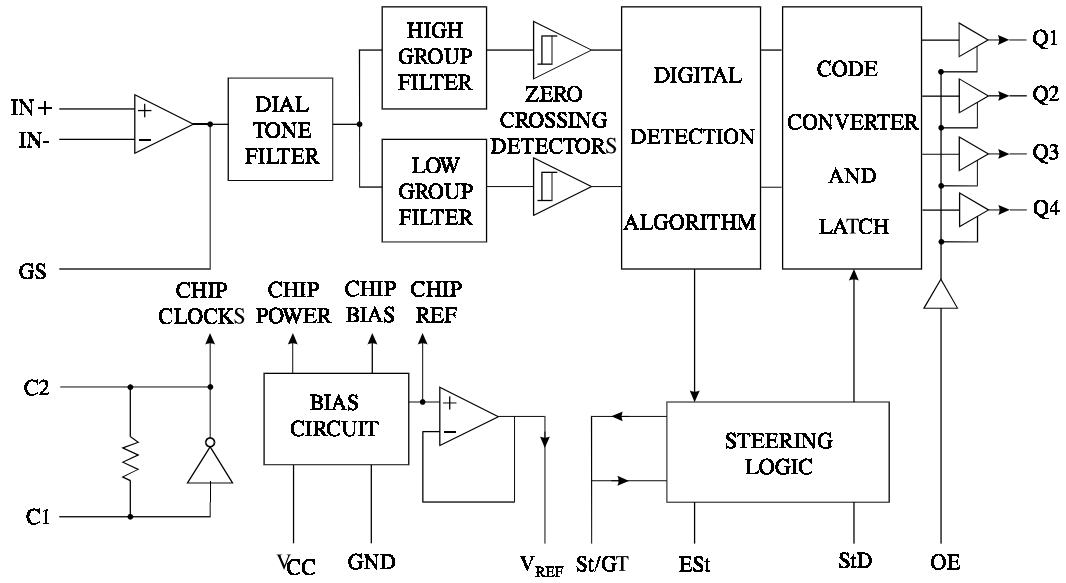 HIGH
GROUP
FILTER
Q1
DIGITAL
CODE
IN+
IN-
+
−
DIAL
TONE
FILTER
ZERO
CROSSING
DETECTORS
Q2
DETECTION
CONVERTER
Q3
LOW
GROUP
FILTER
AND
Q4
ALGORITHM
LATCH
GS
CHIP
CLOCKS
CHIP
POWER
CHIP
BIAS
CHIP
REF
C2
BIAS
CIRCUIT
+
−
STEERING
LOGIC
C1
VCC
GND
VREF
St/GT
ESt
StD
OE